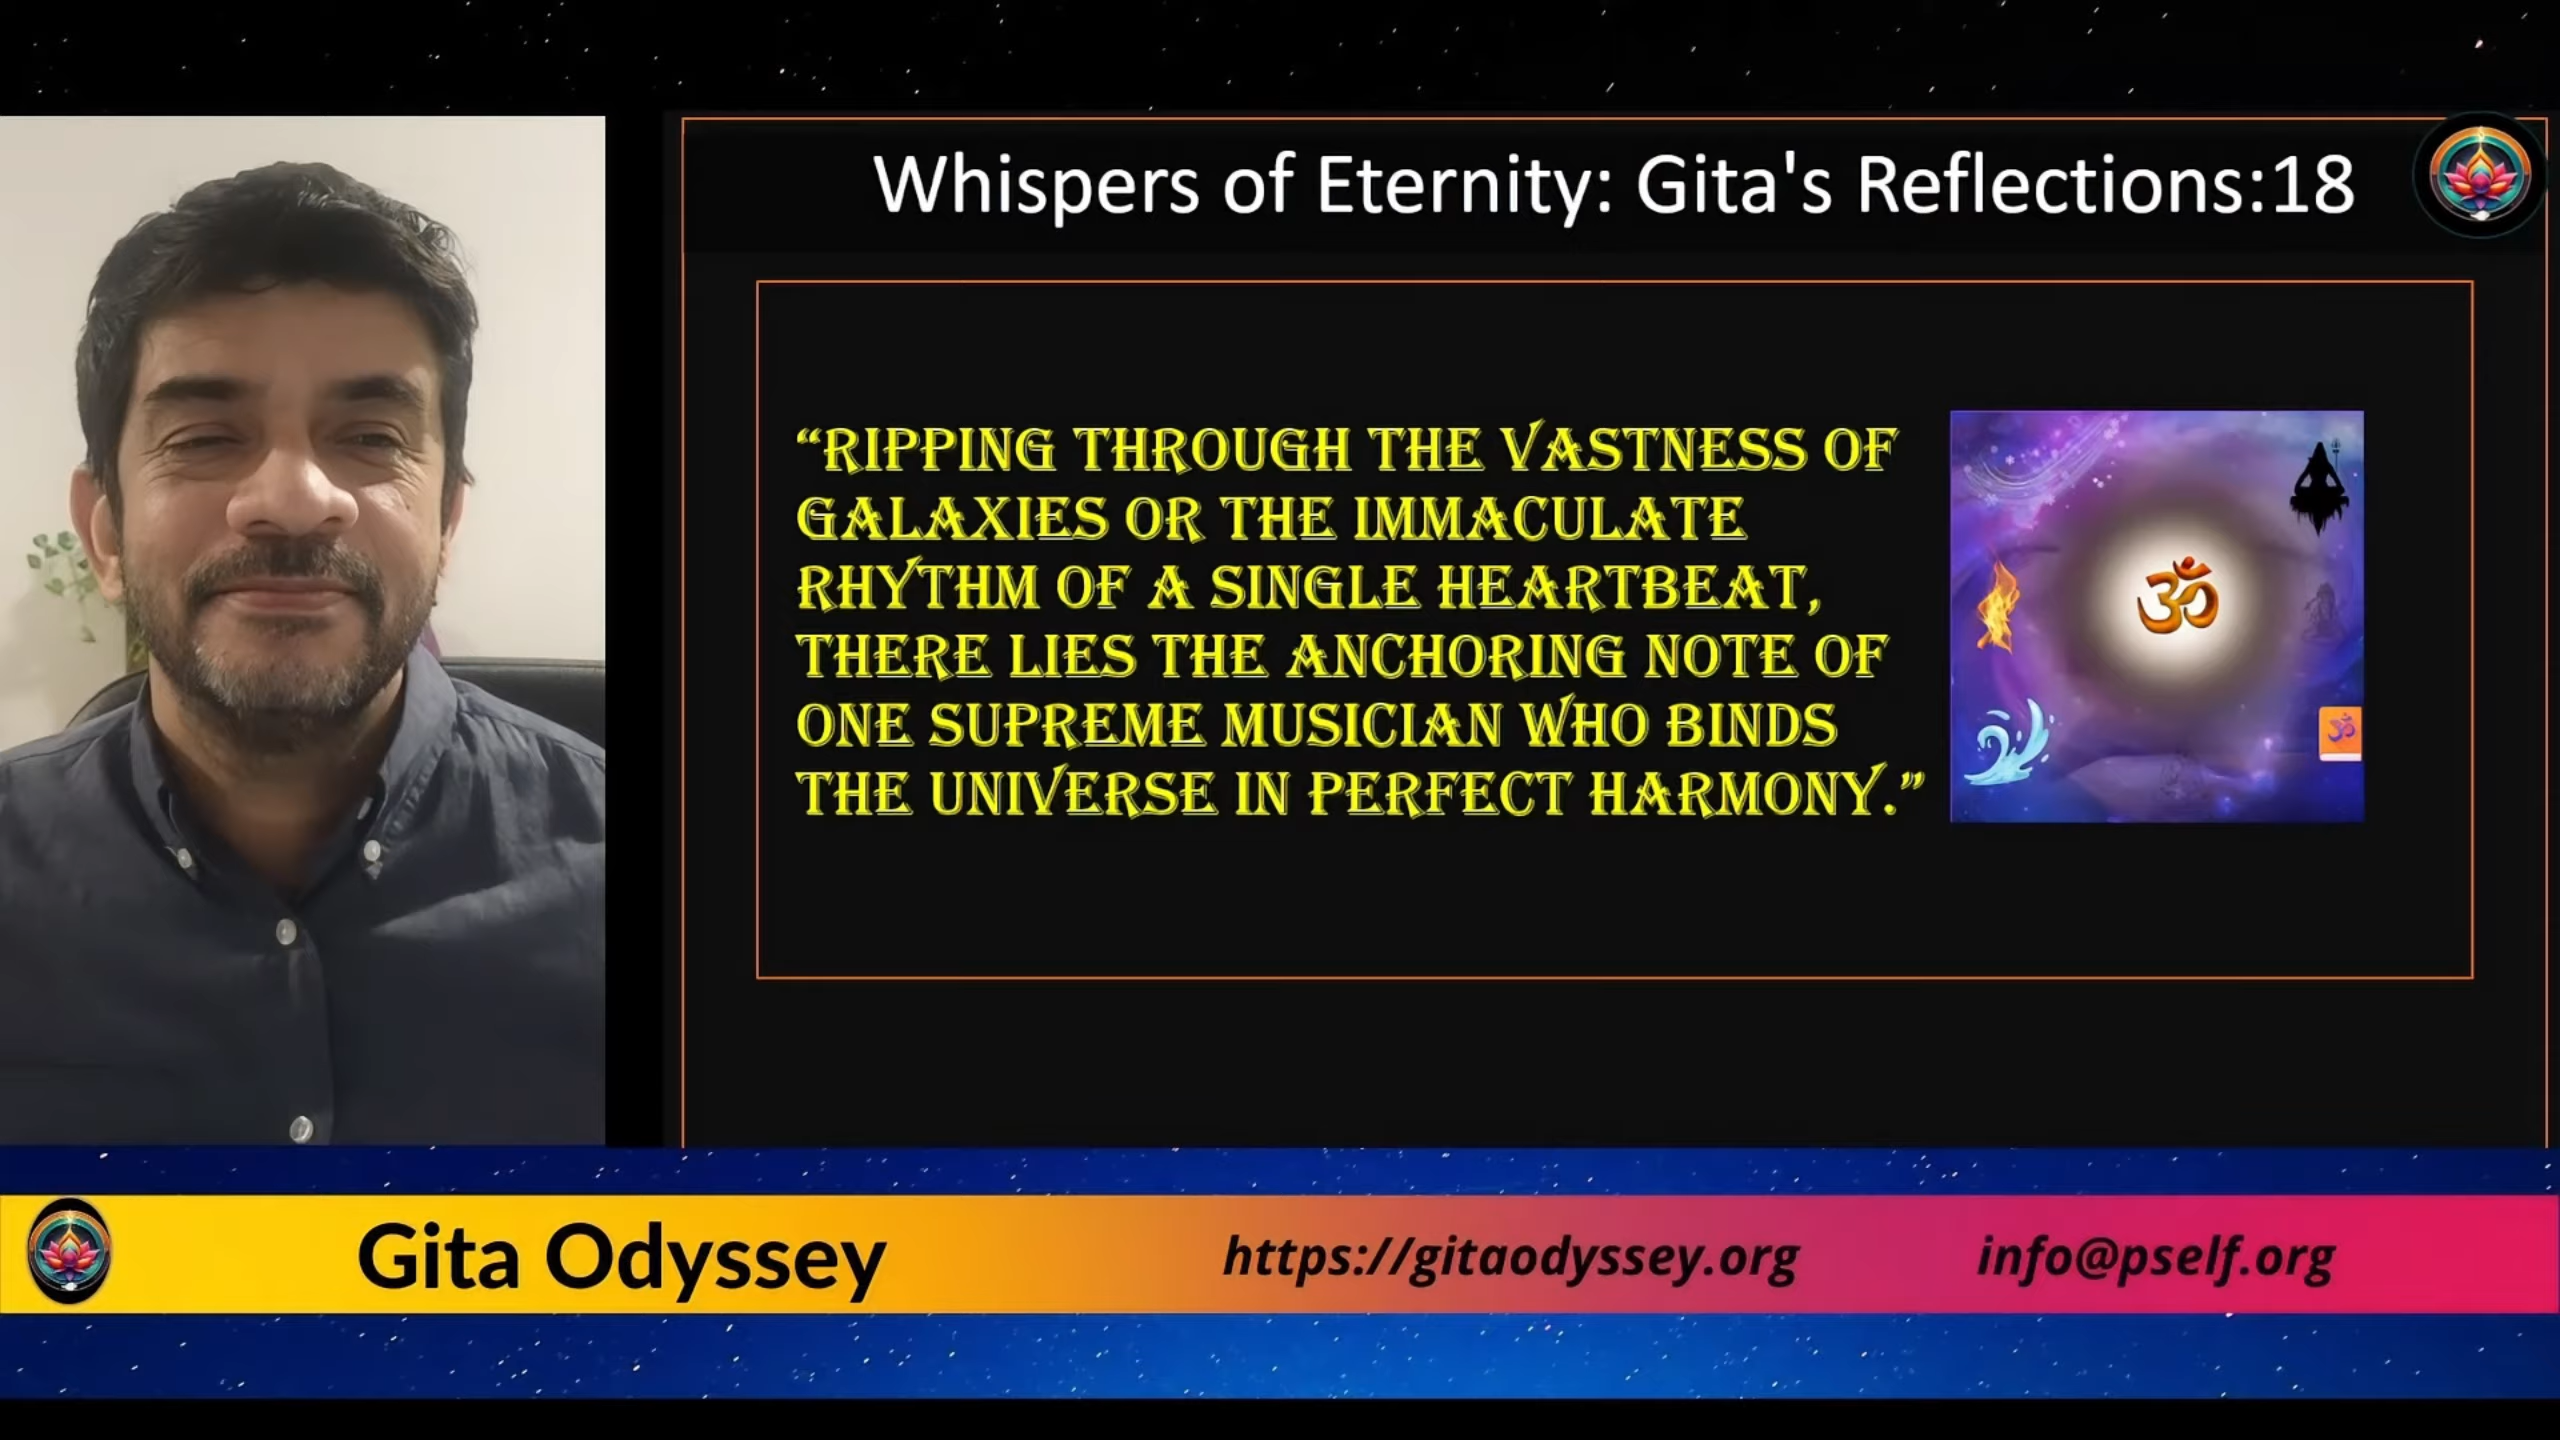 Whispers of Eternity: Gita's Reflections:18
“RIPPING THROUGH THE VASTNESS OF
GALAXIES OR THE IMMACULATE
RHYTHM OF A SINGLE HEARTBEAT,
THERE LIES THE ANCHORING NOTE OF
ONE SUPREME MUSICIAN WHO BINDS
THE UNIVERSE IN PERFECT HARMONY.”
ॐ
ॐ
Gita Odyssey
https://gitaodyssey.org
info@pself.org